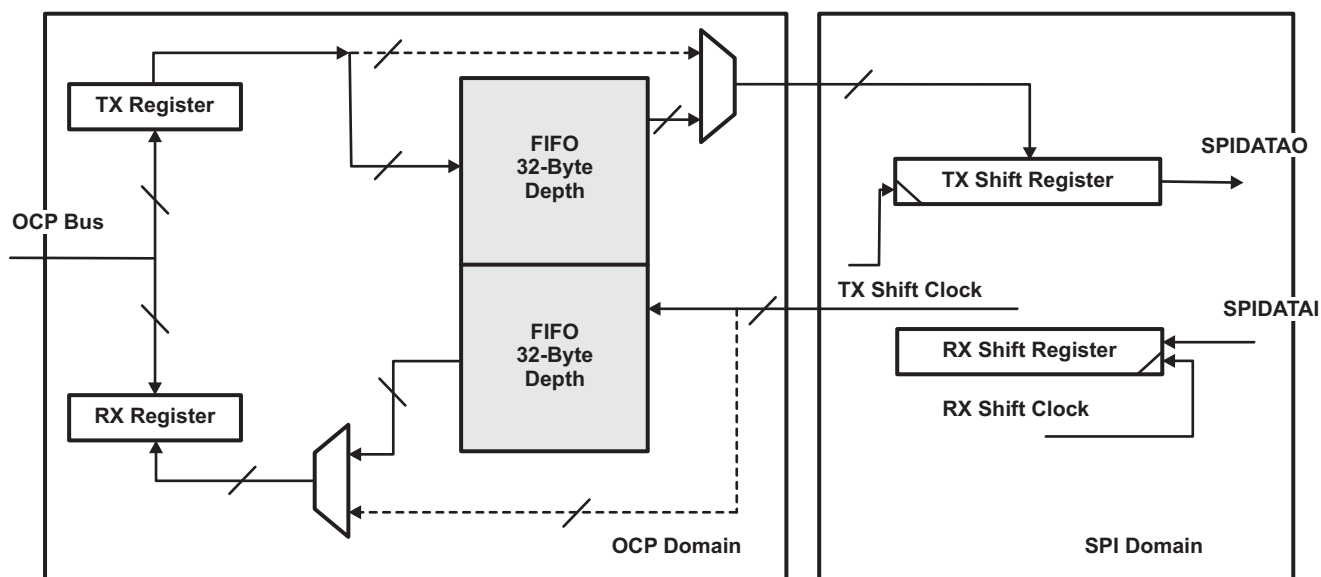 TX Register
FIFO
32-Byte
Depth
SPIDATAO
TX Shift Register
OCP Bus
TX Shift Clock
SPIDATAI
FIFO
32-Byte
Depth
RX Shift Register
RX Register
RX Shift Clock
OCP Domain
SPI Domain